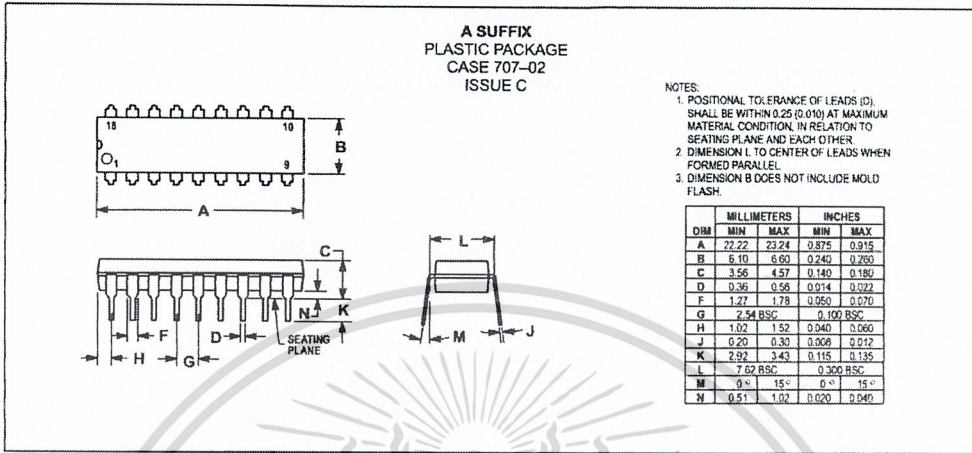 A SUFFIX
PLASTIC PACKAGE
CASE 707–02
ISSUE C
18
10
1
9
B
A
C
N
K
F
D
SEATING
PLANE
H
G
L
M
J
NOTES:
1. POSITIONAL TOLERANCE OF LEADS (D),
SHALL BE WITHIN 0.25 (0.010) AT MAXIMUM
MATERIAL CONDITION, IN RELATION TO
SEATING PLANE AND EACH OTHER.
2. DIMENSION L TO CENTER OF LEADS WHEN
FORMED PARALLEL.
3. DIMENSION B DOES NOT INCLUDE MOLD
FLASH.
MILLIMETERS INCHES
DIM MIN MAX MIN MAX
A 22.22 23.24 0.875 0.915
B 6.10 6.60 0.240 0.260
C 3.56 4.57 0.140 0.180
D 0.36 0.56 0.014 0.022
F 1.27 1.78 0.050 0.070
G 2.54 BSC 0.100 BSC
H 1.02 1.52 0.040 0.060
J 0.20 0.30 0.008 0.012
K 2.92 3.43 0.115 0.135
L 7.62 BSC 0.300 BSC
M 0° 15° 0° 15°
N 0.51 1.02 0.020 0.040